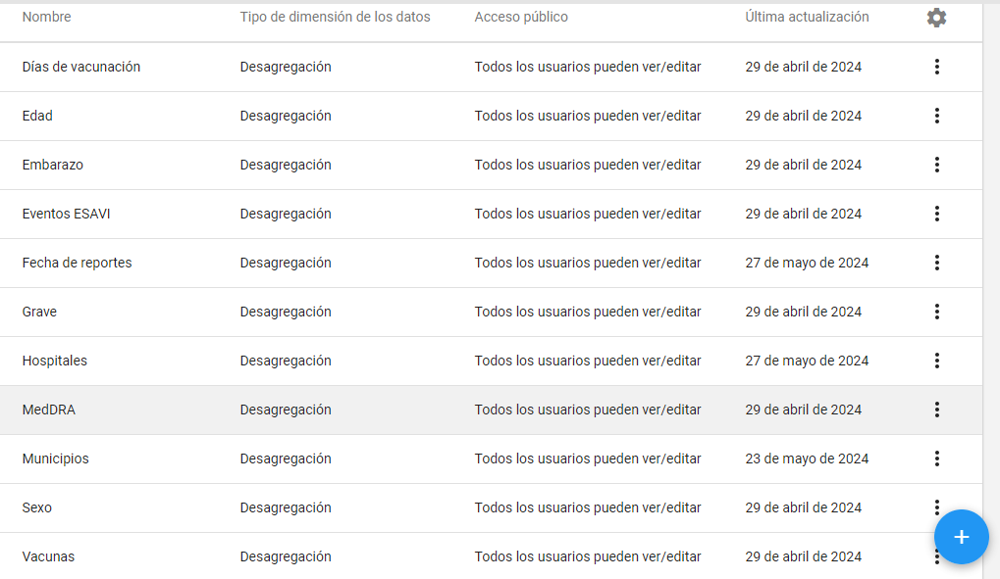 Nombre Tipo de dimensión de los datos Acceso público Última actualización
Días de vacunación Desagregación Todos los usuarios pueden ver/editar 29 de abril de 2024
Edad Desagregación Todos los usuarios pueden ver/editar 29 de abril de 2024
Embarazo Desagregación Todos los usuarios pueden ver/editar 29 de abril de 2024
Eventos ESAVI Desagregación Todos los usuarios pueden ver/editar 29 de abril de 2024
Fecha de reportes Desagregación Todos los usuarios pueden ver/editar 27 de mayo de 2024
Grave Desagregación Todos los usuarios pueden ver/editar 29 de abril de 2024
Hospitales Desagregación Todos los usuarios pueden ver/editar 27 de mayo de 2024
MedDRA Desagregación Todos los usuarios pueden ver/editar 29 de abril de 2024
Municipios Desagregación Todos los usuarios pueden ver/editar 23 de mayo de 2024
Sexo Desagregación Todos los usuarios pueden ver/editar 29 de abril de 2024
Vacunas Desagregación Todos los usuarios pueden ver/editar 29 de abril de 2024